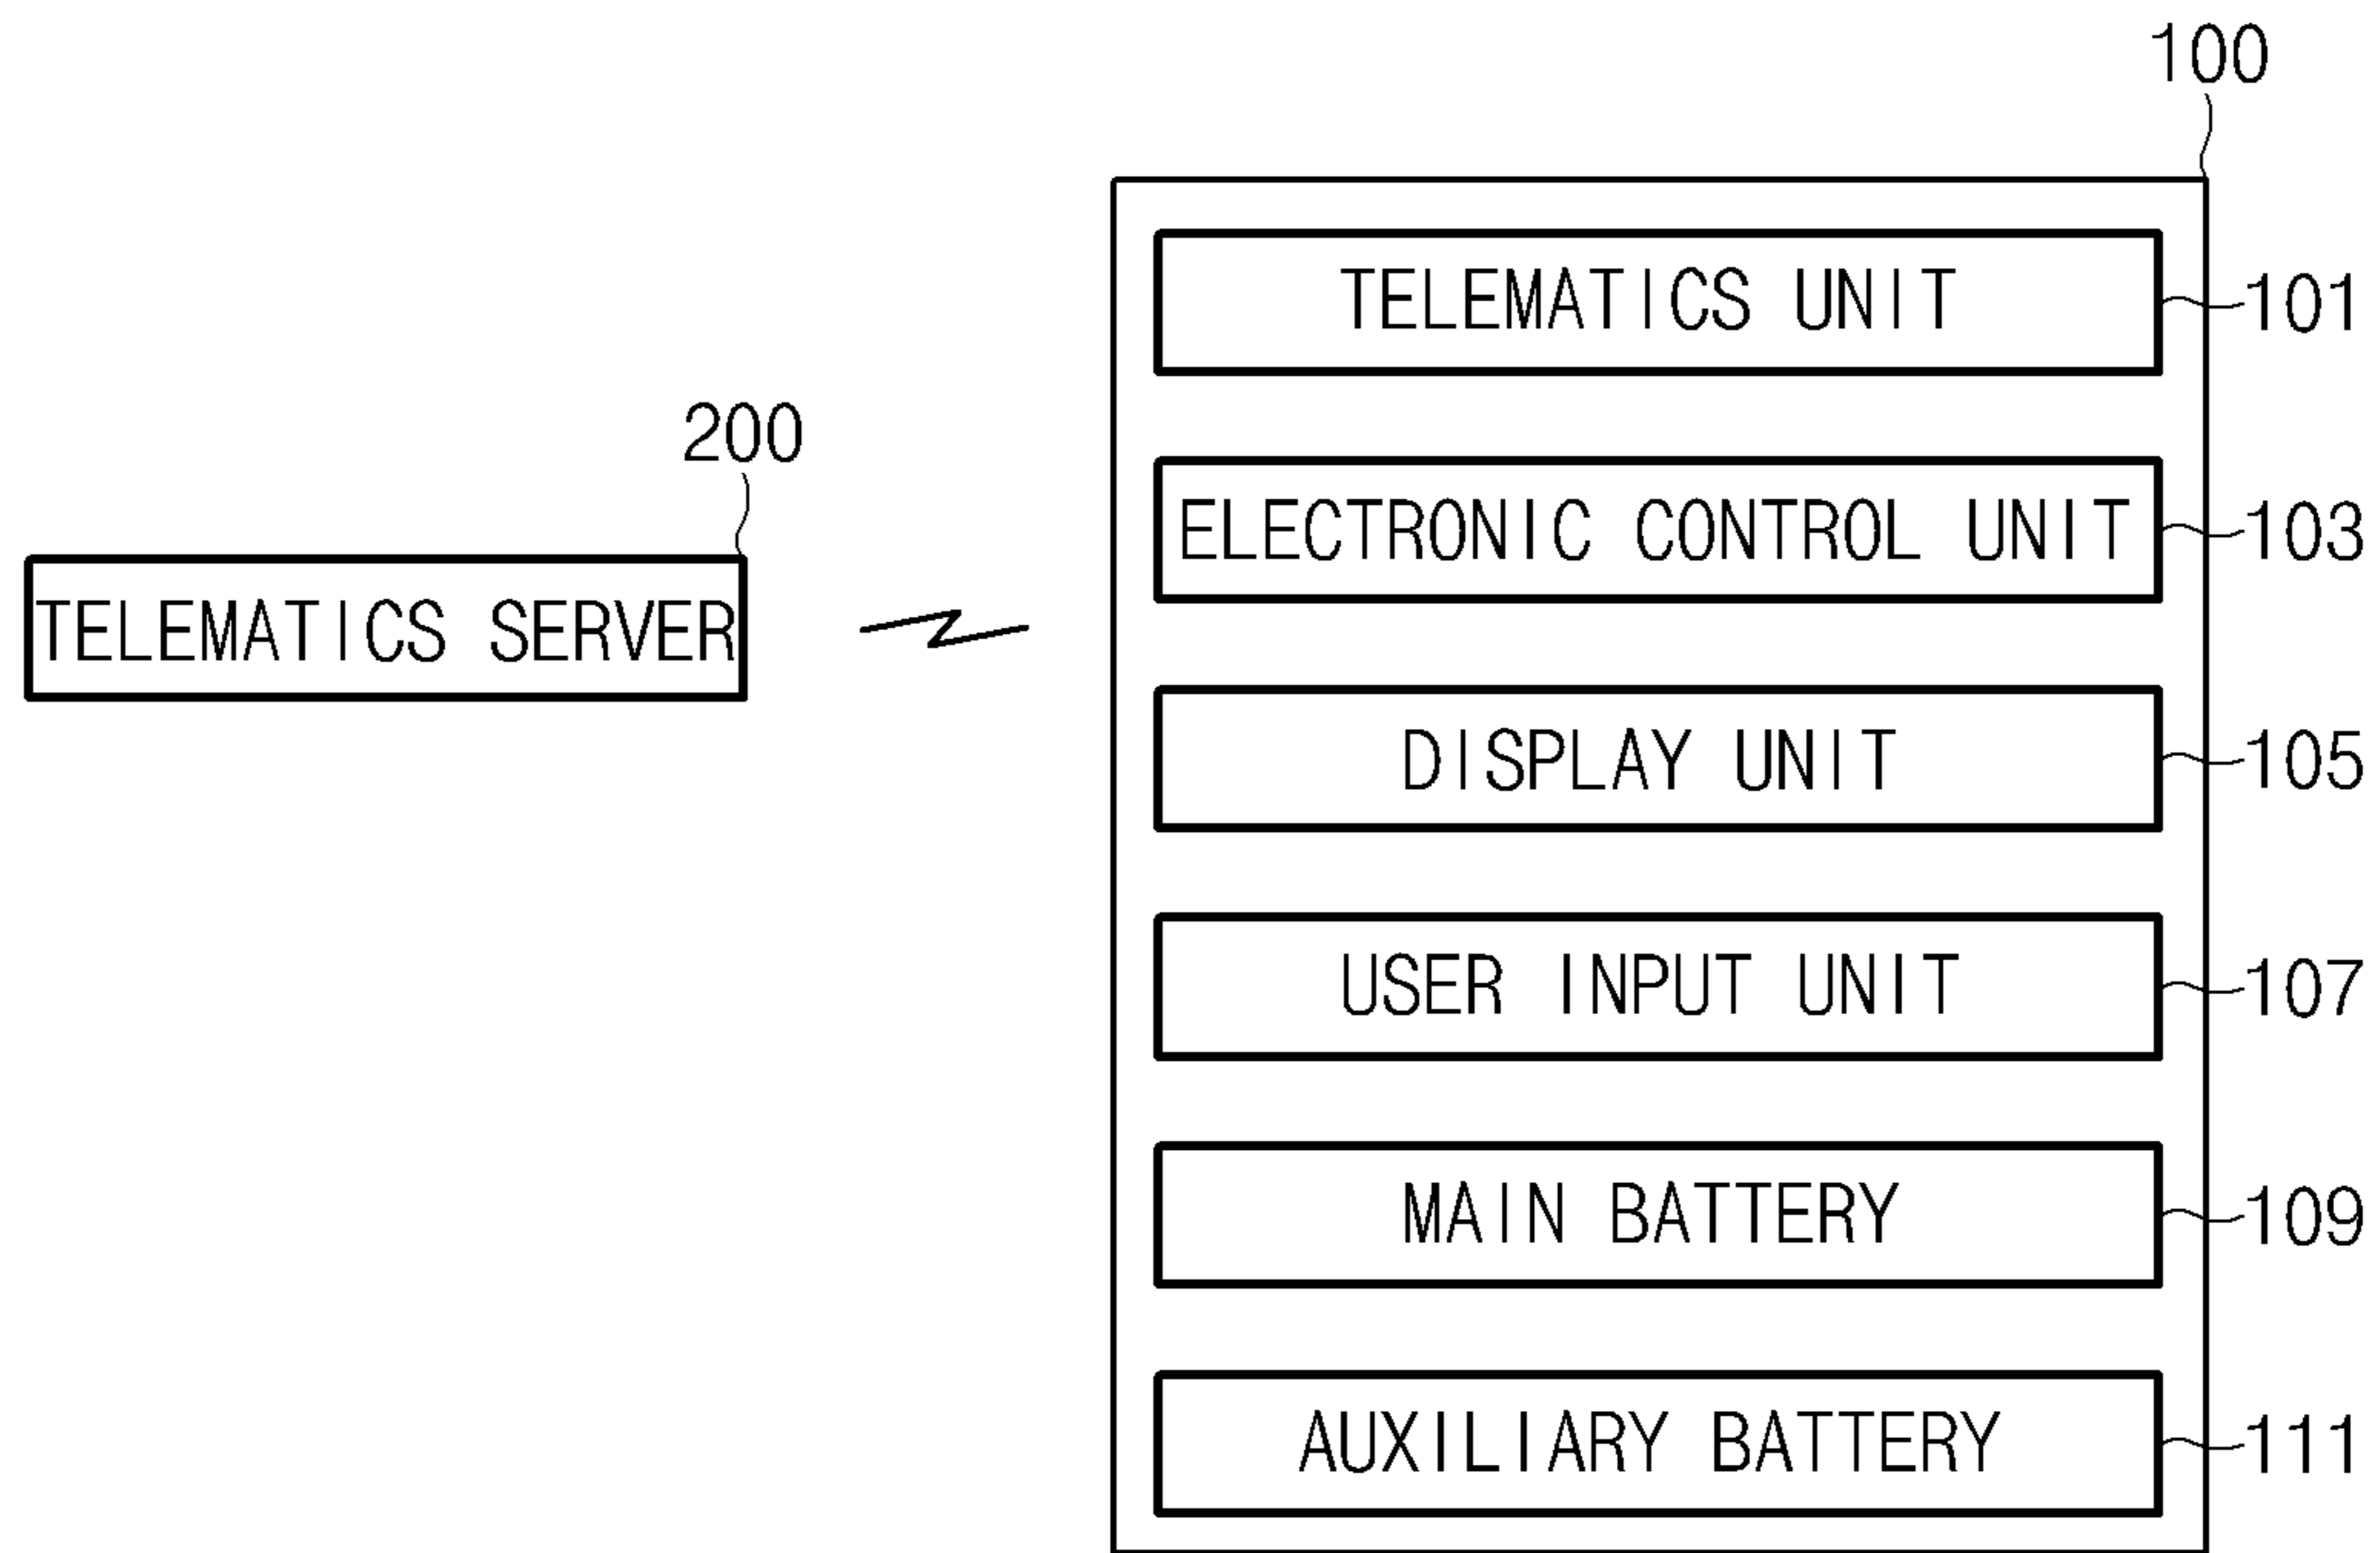 100
TELEMATICS UNIT 101
200
ELECTRONIC CONTROL UNIT 103
TELEMATICS SERVER
DISPLAY UNIT 105
USER INPUT UNIT 107
MAIN BATTERY 109
AUXILIARY BATTERY 111